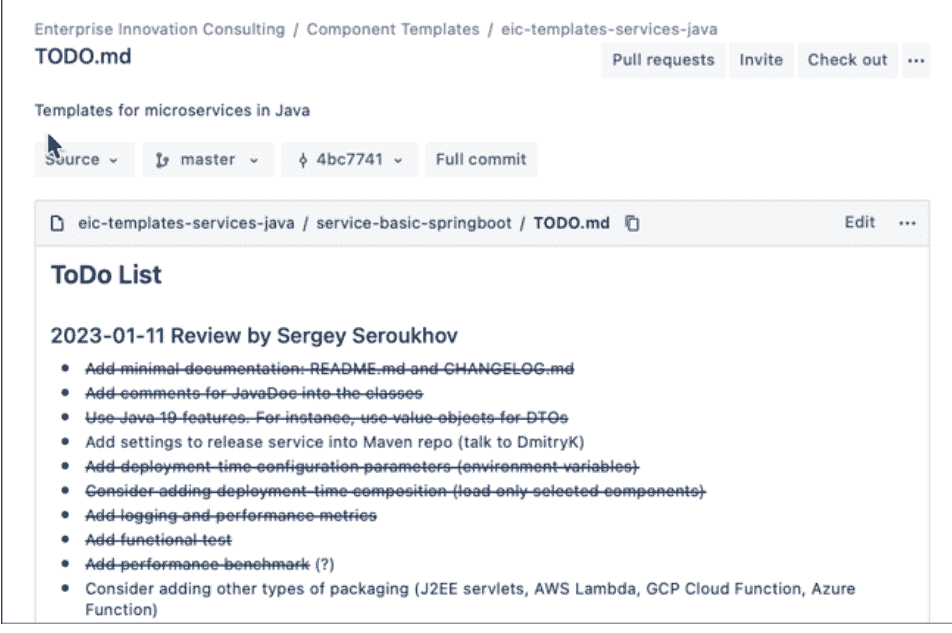 Enterprise Innovation Consulting / Component Templates / eic-templates-services-java
TODO.md
Pull requests Invite Check out ...
Templates for microservices in Java
Source master 4bc7741 Full commit
eic-templates-services-java / service-basic-springboot / TODO.md Edit ...
ToDo List
2023-01-11 Review by Sergey Seroukhov
Add minimal documentation: README.md and CHANGELOG.md
Add comments for JavaDoc into the classes
Use Java 19 features. For instance, use value objects for DTOs
Add settings to release service into Maven repo (talk to DmitryK)
Add deployment-time configuration parameters (environment variables)
Consider adding deployment-time composition (load only selected components)
Add logging and performance metrics
Add functional test
Add performance benchmark (?)
Consider adding other types of packaging (J2EE servlets, AWS Lambda, GCP Cloud Function, Azure
Function)